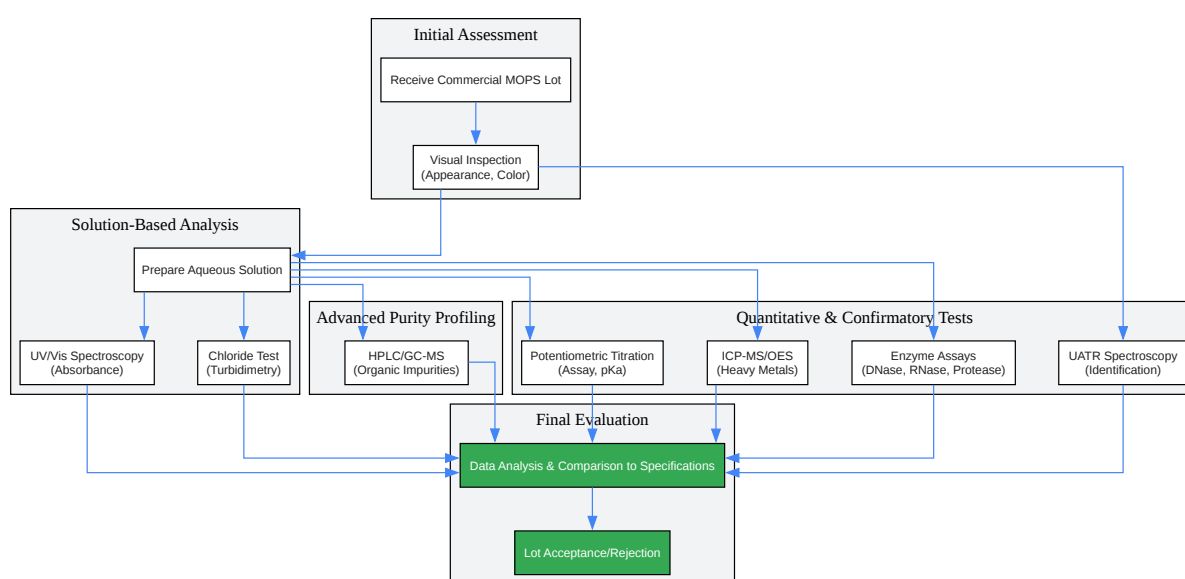 Initial Assessment
Receive Commercial MOPS Lot
Visual Inspection
(Appearance, Color)
Solution-Based Analysis
Prepare Aqueous Solution
UV/Vis Spectroscopy
(Absorbance)
Chloride Test
(Turbidimetry)
Advanced Purity Profiling
HPLC/GC-MS
(Organic Impurities)
Quantitative & Confirmatory Tests
Potentiometric Titration
(Assay, pKa)
ICP-MS/OES
(Heavy Metals)
Enzyme Assays
(DNase, RNase, Protease)
UATR Spectroscopy
(Identification)
Final Evaluation
Data Analysis & Comparison to Specifications
Lot Acceptance/Rejection